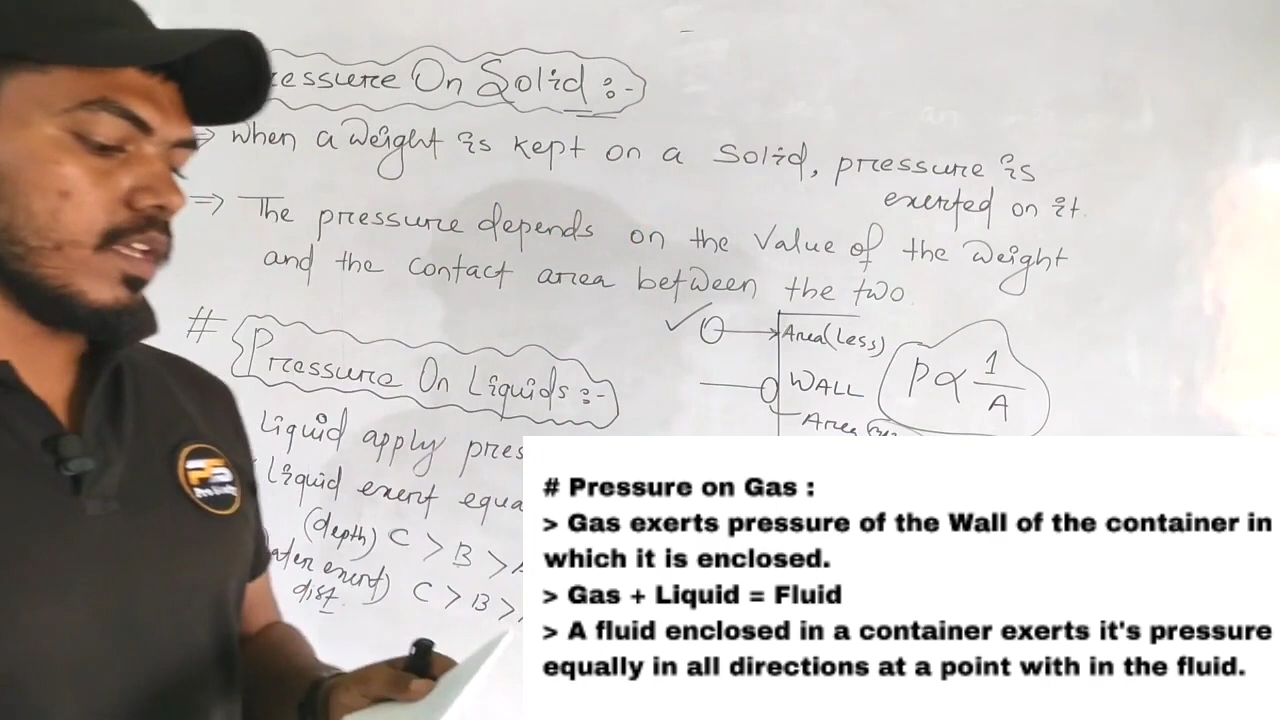 ressure On Solid :-
⇒ When a Weight is kept on a Solid, pressure is
exerted on it.
⇒ The pressure depends on the Value of the Weight
and the contact area between the two.
# Pressure On Liquids :-
Area (Less)
WALL
Area
P ∝ 1/A
Liquid apply pres
Liquid exert equa
(depth) C > B >
ater exert) C > B >
dist.
PS
# Pressure on Gas :
> Gas exerts pressure of the Wall of the container in
which it is enclosed.
> Gas + Liquid = Fluid
> A fluid enclosed in a container exerts it's pressure
equally in all directions at a point with in the fluid.